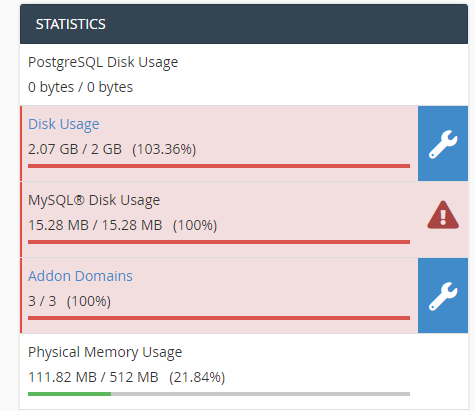 STATISTICS
PostgreSQL Disk Usage
0 bytes / 0 bytes
Disk Usage
2.07 GB / 2 GB (103.36%)
MySQL® Disk Usage
15.28 MB / 15.28 MB (100%)
Addon Domains
3 / 3 (100%)
Physical Memory Usage
111.82 MB / 512 MB (21.84%)